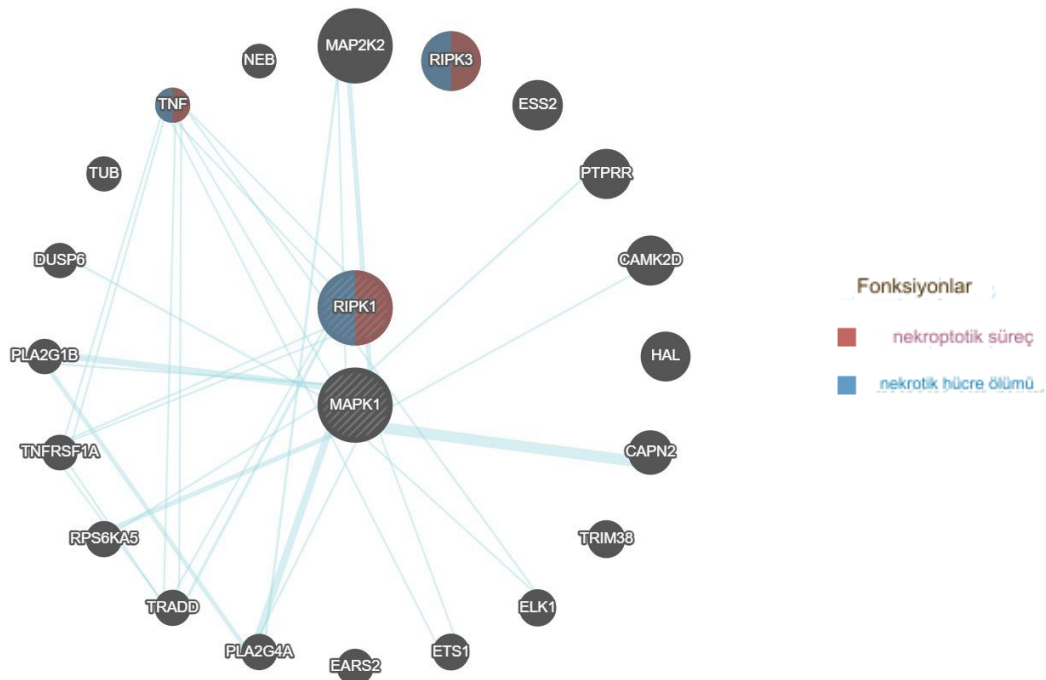 MAP2K2
NEB
RIPK3
TNF
ESS2
TUB
PTPRR
DUSP6
CAMK2D
Fonksiyonlar
RIPK1
nekroptotik süreç
PLA2G1B
HAL
nekrotik hücre ölümü
MAPK1
TNFRSF1A
CAPN2
RPS6KA5
TRIM38
TRADD
ELK1
PLA2G4A
ETS1
EARS2